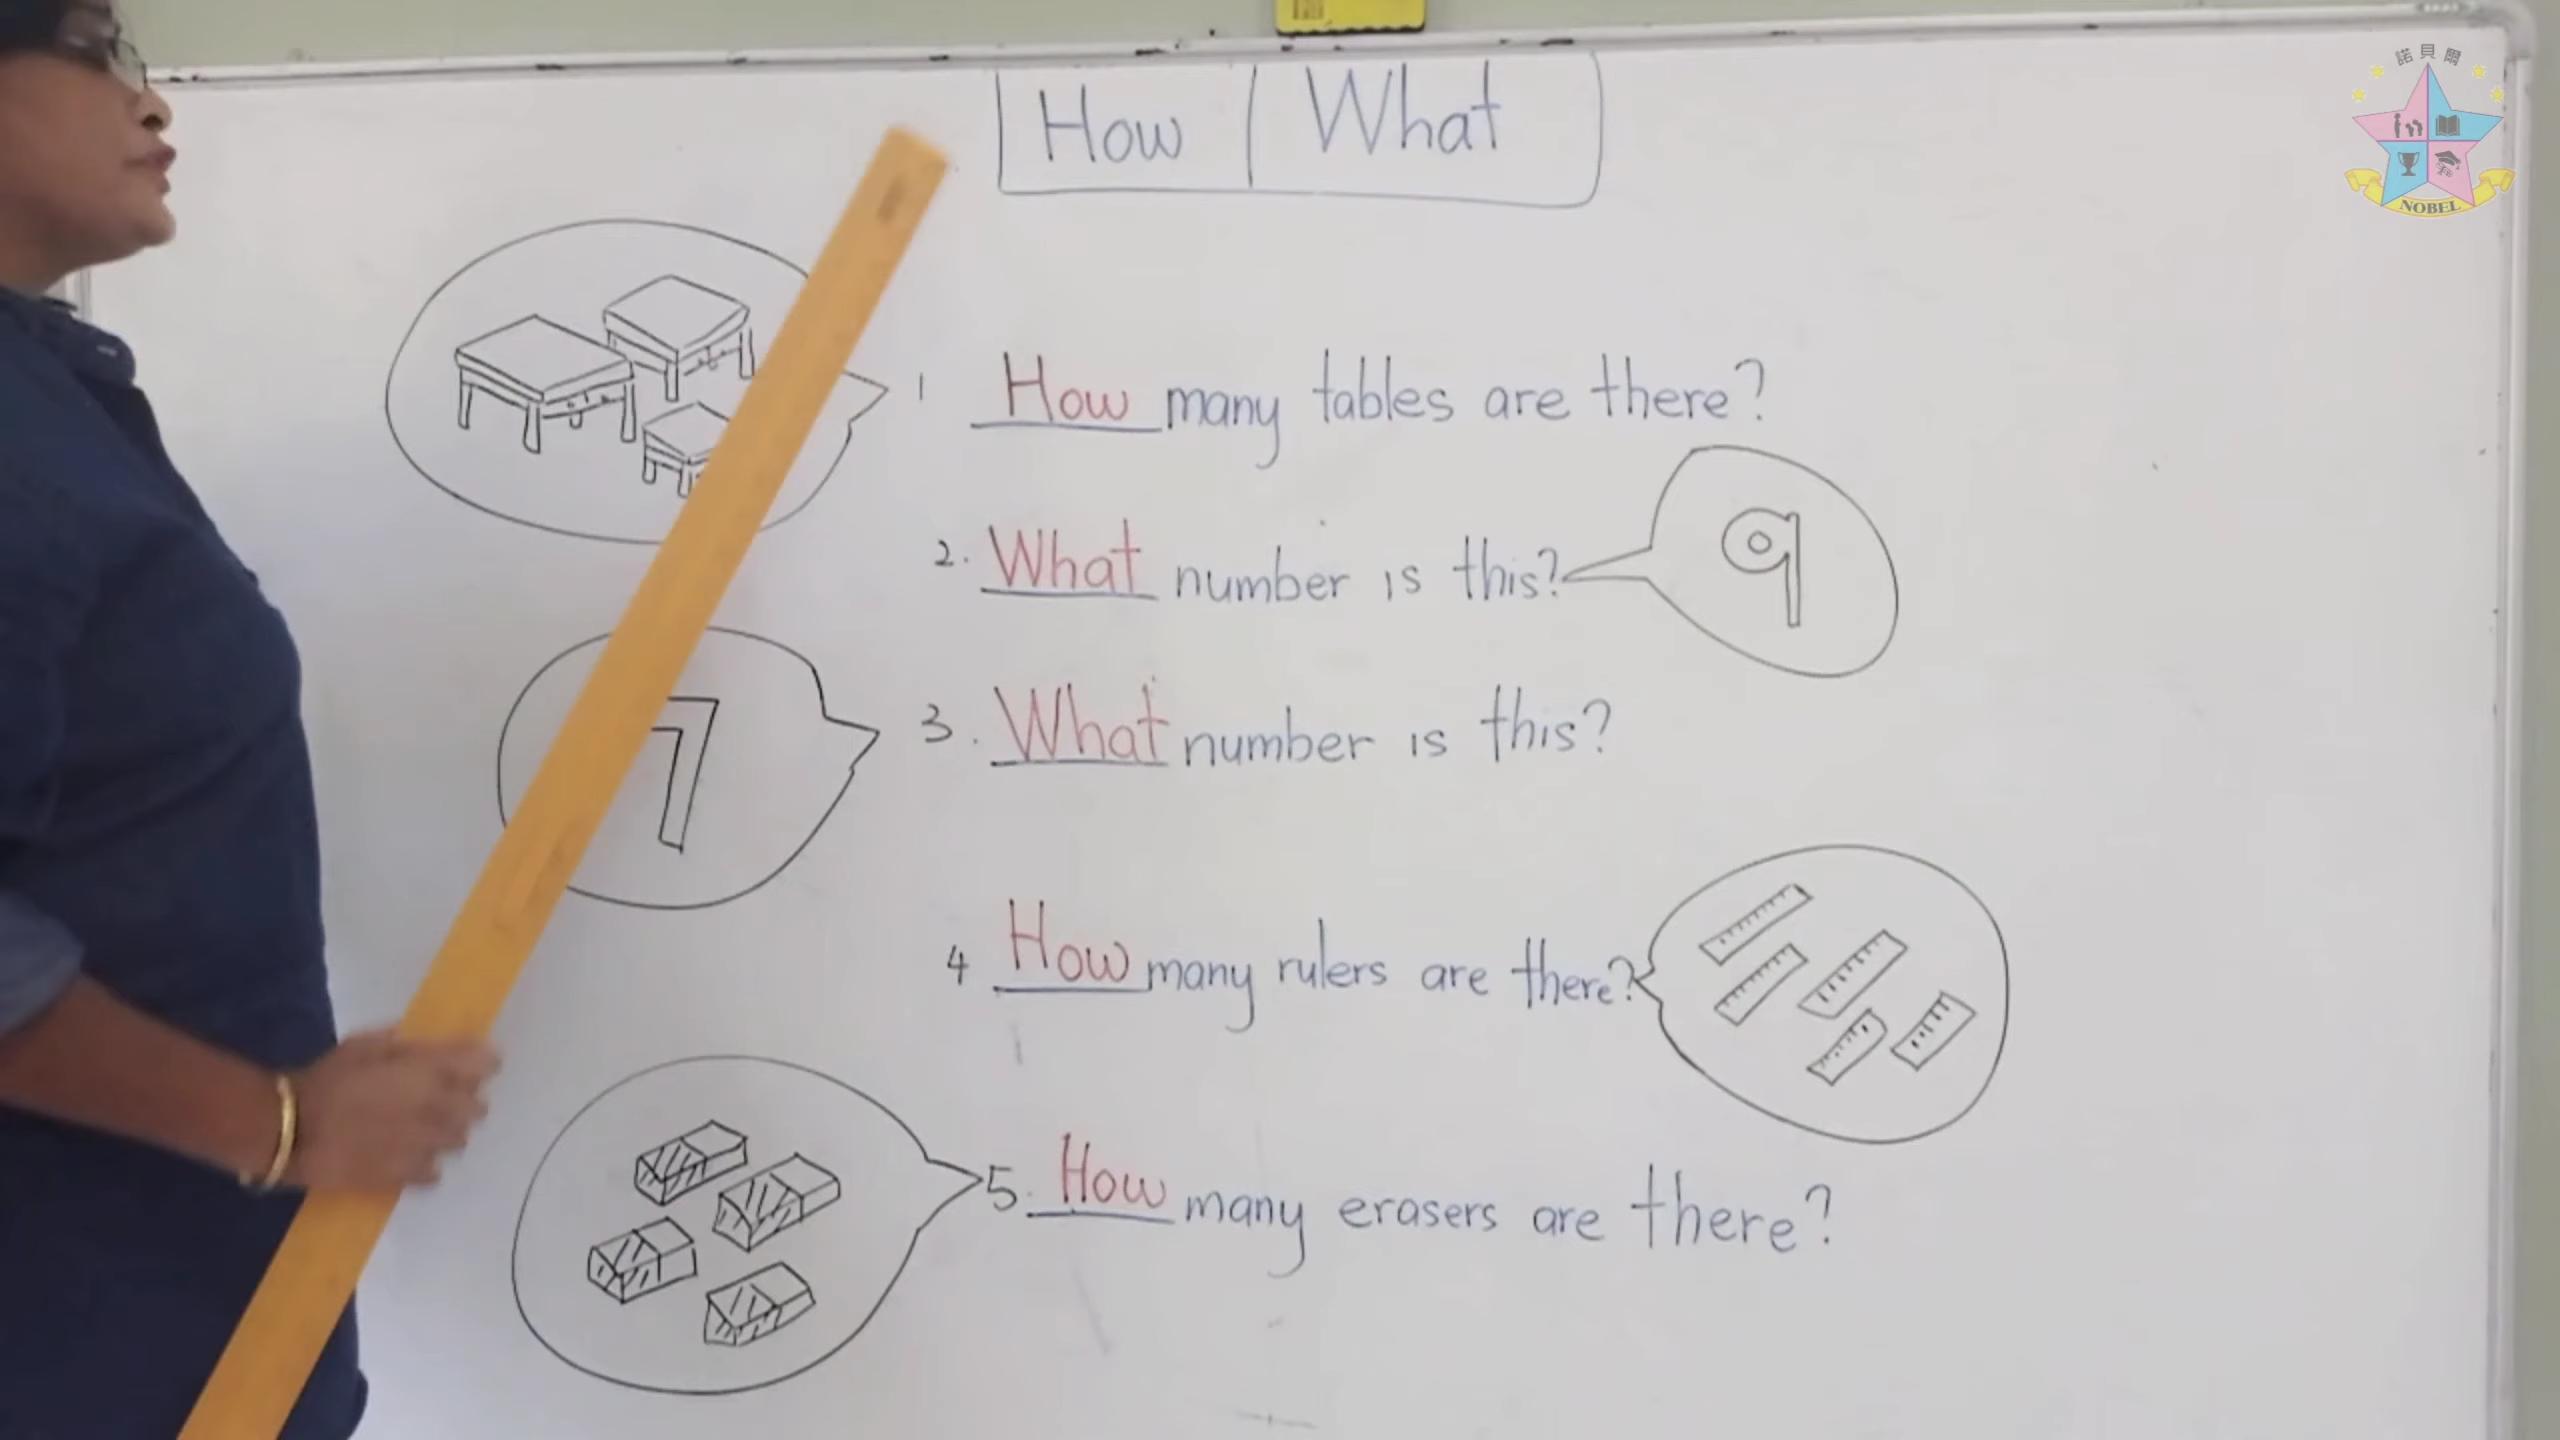 諾貝爾
NOBEL
How What
1 How many tables are there?
2. What number is this?
9
3. What number is this?
7
4 How many rulers are there?
5. How many erasers are there?